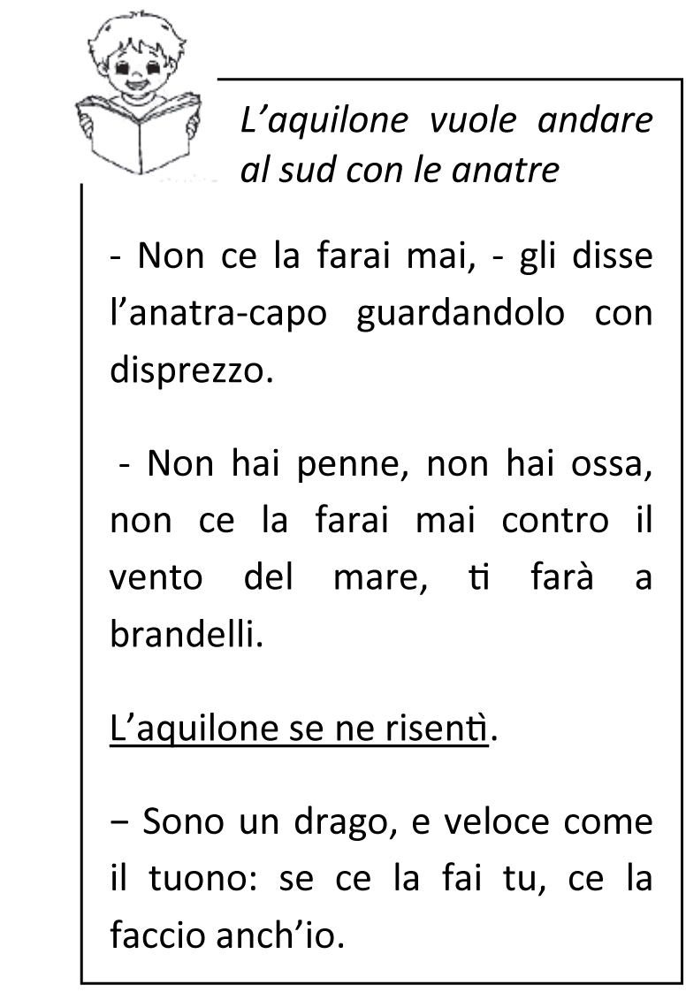 L’aquilone vuole andare
al sud con le anatre
- Non ce la farai mai, - gli disse
l’anatra-capo guardandolo con
disprezzo.
- Non hai penne, non hai ossa,
non ce la farai mai contro il
vento del mare, ti farà a
brandelli.
L’aquilone se ne risentì.
– Sono un drago, e veloce come
il tuono: se ce la fai tu, ce la
faccio anch’io.